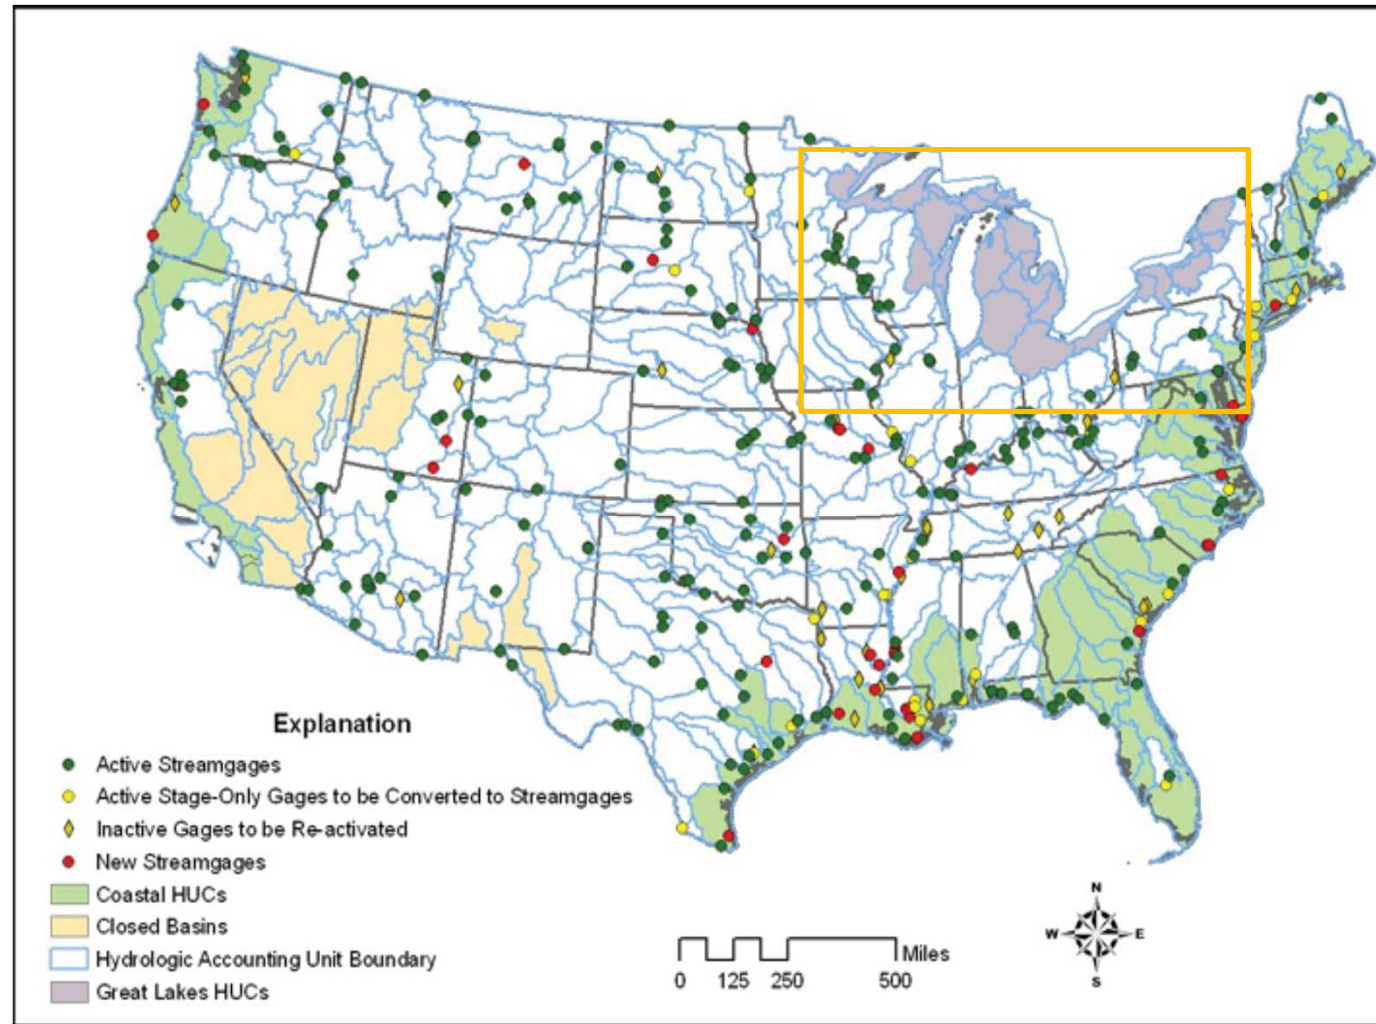 Explanation
Active Streamgages
Active Stage-Only Gages to be Converted to Streamgages
Inactive Gages to be Re-activated
New Streamgages
Coastal HUCs
Closed Basins
Hydrologic Accounting Unit Boundary
Great Lakes HUCs
Miles
0 125 250 500
N
W E
S